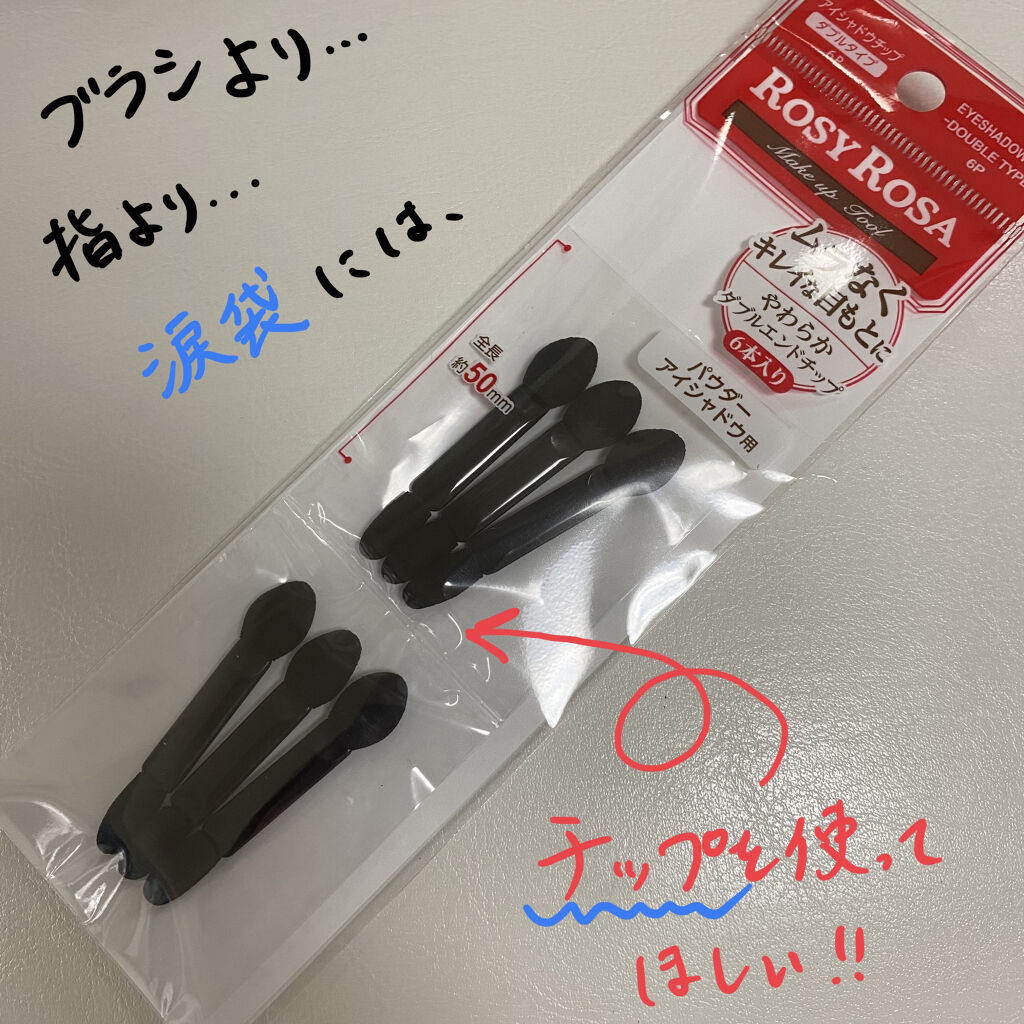 ブラシより…
指より…
涙袋には、
アイシャドウチップ
ダブルタイプ
6P
EYESHADOW
-DOUBLE TYPE
6P
ROSY ROSA
Make up Tool
ムラなく
キレイな目もとに
やわらか
ダブルエンドチップ
6本入り
パウダー
アイシャドウ用
全長
約50mm
チップを使って
ほしい!!